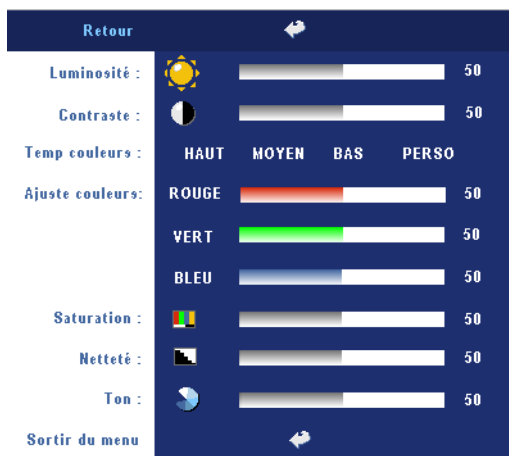 Retour
Luminosité : 50
Contraste : 50
Temp couleurs : HAUT MOYEN BAS PERSO
Ajuste couleurs: ROUGE 50
VERT 50
BLEU 50
Saturation : 50
Netteté : 50
Ton : 50
Sortir du menu